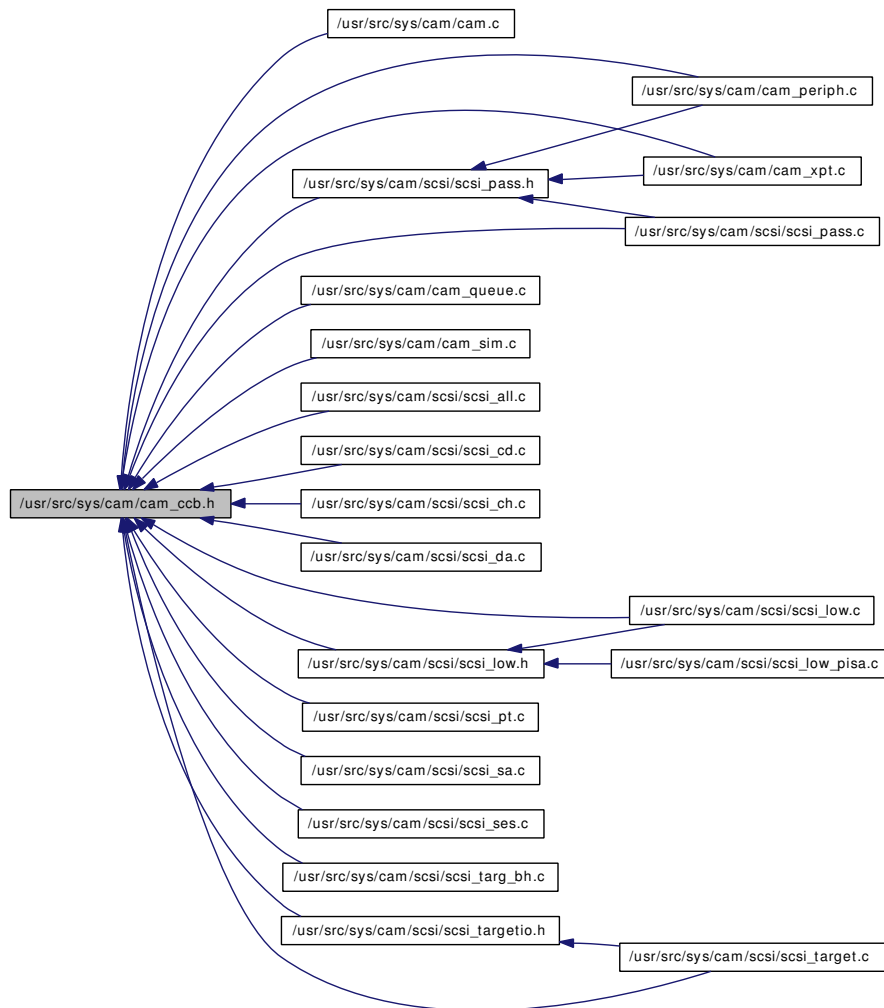 /usr/src/sys/cam/cam.c
/usr/src/sys/cam/cam_periph.c
/usr/src/sys/cam/cam_xpt.c
/usr/src/sys/cam/scsi/scsi_pass.h
/usr/src/sys/cam/scsi/scsi_pass.c
/usr/src/sys/cam/cam_queue.c
/usr/src/sys/cam/cam_sim.c
/usr/src/sys/cam/scsi/scsi_all.c
/usr/src/sys/cam/scsi/scsi_cd.c
/usr/src/sys/cam/cam_ccb.h
/usr/src/sys/cam/scsi/scsi_ch.c
/usr/src/sys/cam/scsi/scsi_da.c
/usr/src/sys/cam/scsi/scsi_low.c
/usr/src/sys/cam/scsi/scsi_low.h
/usr/src/sys/cam/scsi/scsi_low_pisa.c
/usr/src/sys/cam/scsi/scsi_pt.c
/usr/src/sys/cam/scsi/scsi_sa.c
/usr/src/sys/cam/scsi/scsi_ses.c
/usr/src/sys/cam/scsi/scsi_targ_bh.c
/usr/src/sys/cam/scsi/scsi_targetio.h
/usr/src/sys/cam/scsi/scsi_target.c